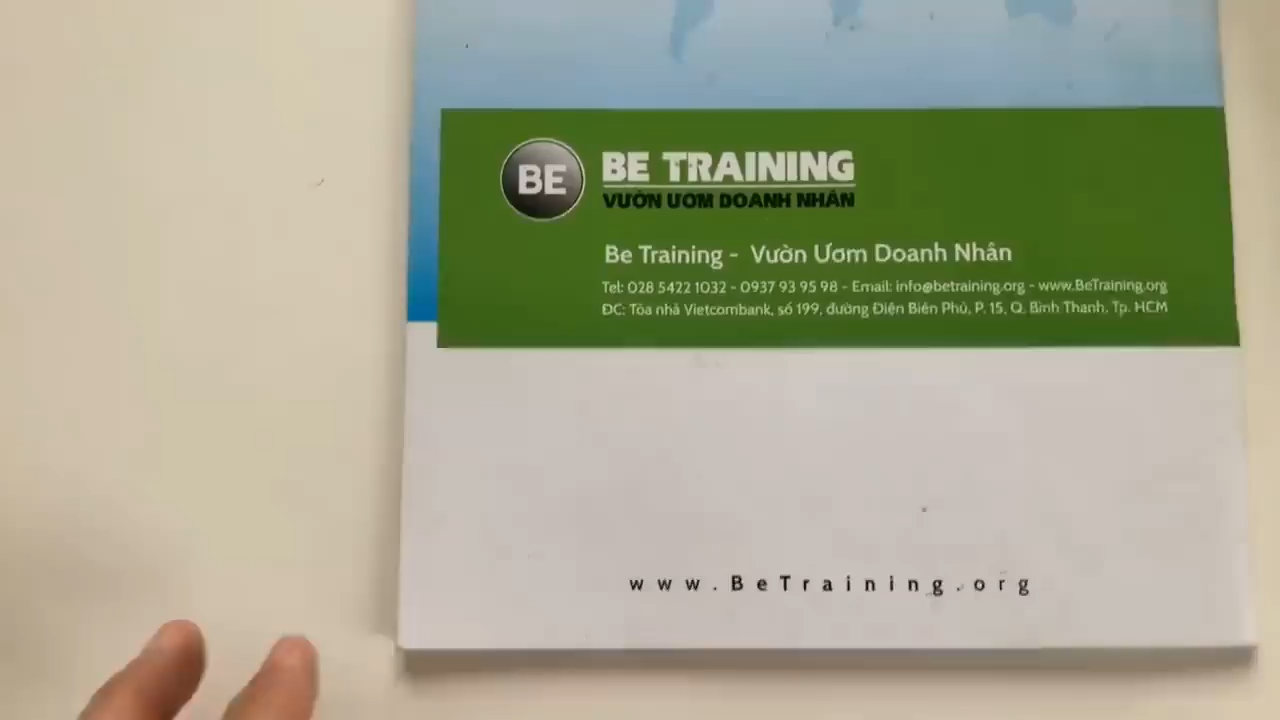 BE
BE TRAINING
VƯỜN ƯƠM DOANH NHÂN
Be Training - Vườn Ươm Doanh Nhân
Tel: 028 5422 1032 - 0937 93 95 98 - Email: info@betraining.org - www.BeTraining.org
ĐC: Tòa nhà Vietcombank, số 199, đường Điện Biên Phủ, P. 15, Q. Bình Thạnh, Tp. HCM
www.BeTraining.org